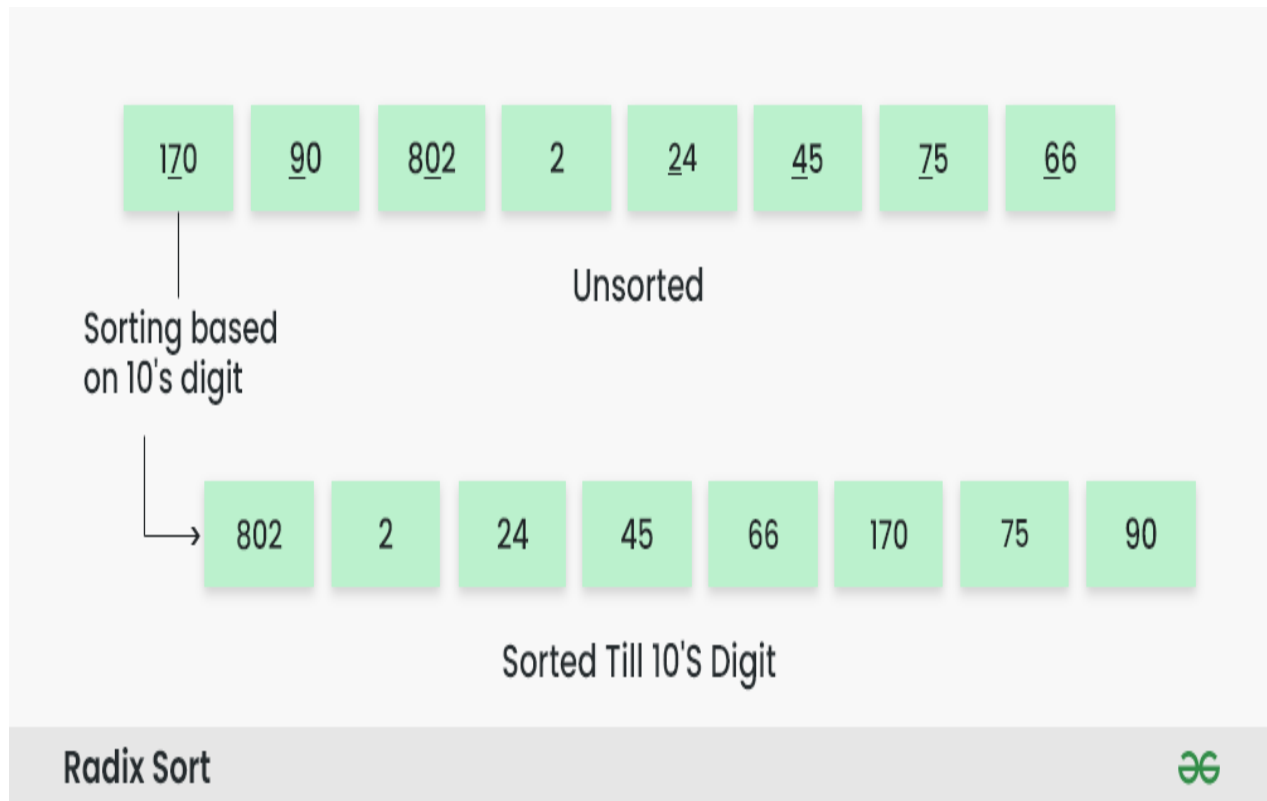 170 90 802 2 24 45 75 66
Unsorted
Sorting based
on 10's digit
802 2 24 45 66 170 75 90
Sorted Till 10'S Digit
Radix Sort